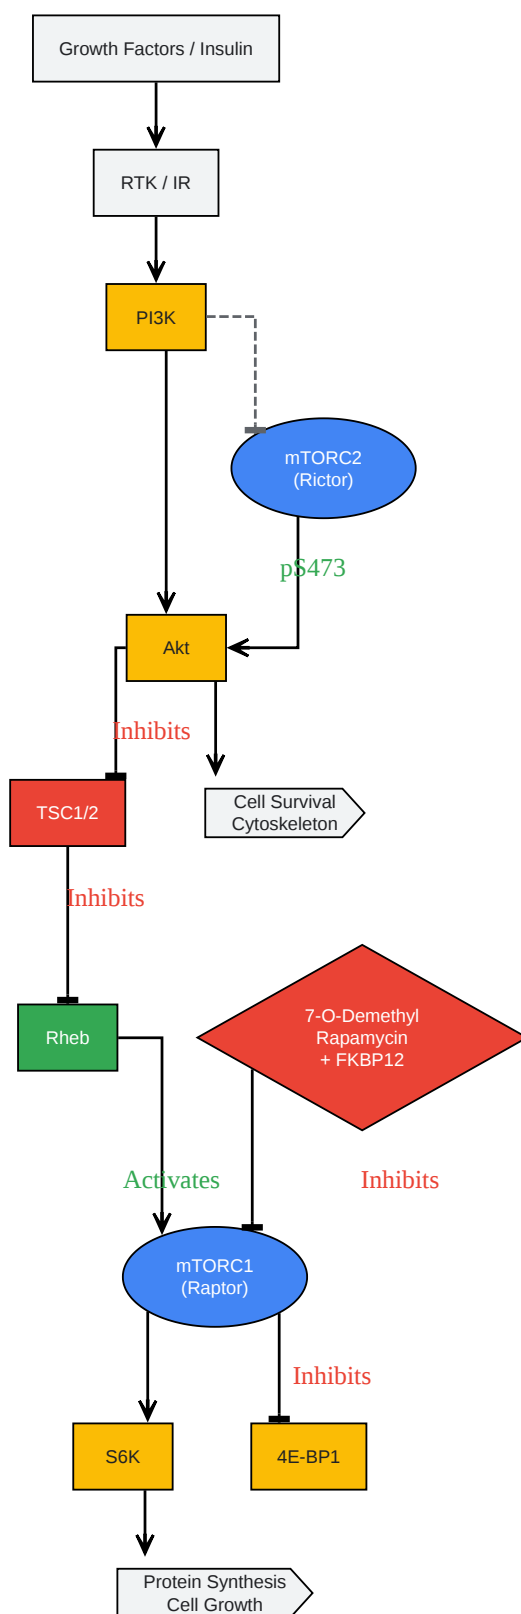 Growth Factors / Insulin
RTK / IR
PI3K
mTORC2
(Rictor)
pS473
Akt
Inhibits
Cell Survival
Cytoskeleton
TSC1/2
Inhibits
7-O-Demethyl
Rapamycin
+ FKBP12
Rheb
Activates
Inhibits
mTORC1
(Raptor)
Inhibits
S6K
4E-BP1
Protein Synthesis
Cell Growth